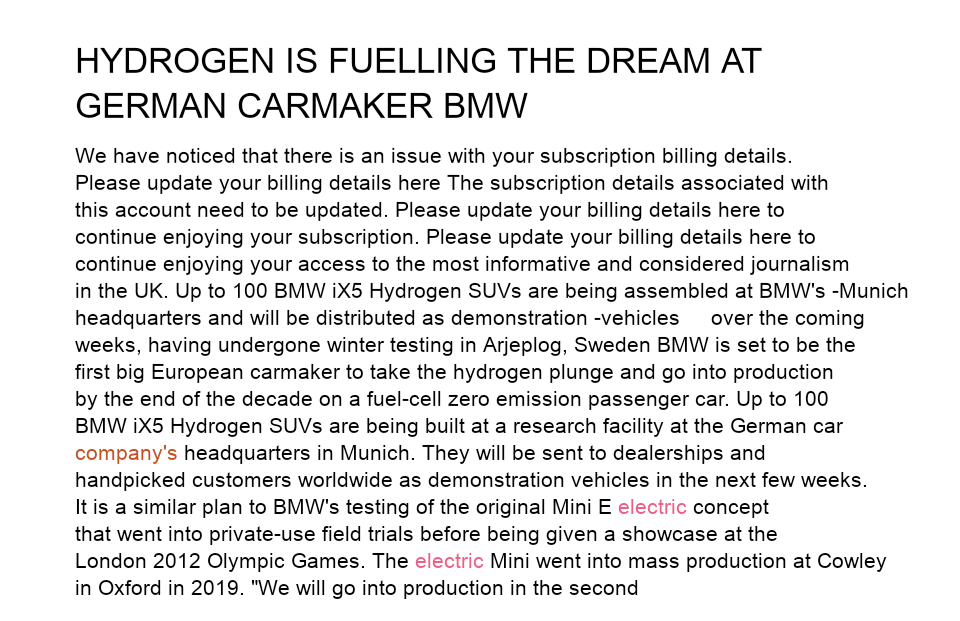 HYDROGEN IS FUELLING THE DREAM AT
GERMAN CARMAKER BMW
We have noticed that there is an issue with your subscription billing details.
Please update your billing details here The subscription details associated with
this account need to be updated. Please update your billing details here to
continue enjoying your subscription. Please update your billing details here to
continue enjoying your access to the most informative and considered journalism
in the UK. Up to 100 BMW iX5 Hydrogen SUVs are being assembled at BMW's -Munich
headquarters and will be distributed as demonstration -vehicles over the coming
weeks, having undergone winter testing in Arjeplog, Sweden BMW is set to be the
first big European carmaker to take the hydrogen plunge and go into production
by the end of the decade on a fuel-cell zero emission passenger car. Up to 100
BMW iX5 Hydrogen SUVs are being built at a research facility at the German car
company's headquarters in Munich. They will be sent to dealerships and
handpicked customers worldwide as demonstration vehicles in the next few weeks.
It is a similar plan to BMW's testing of the original Mini E electric concept
that went into private-use field trials before being given a showcase at the
London 2012 Olympic Games. The electric Mini went into mass production at Cowley
in Oxford in 2019. "We will go into production in the second